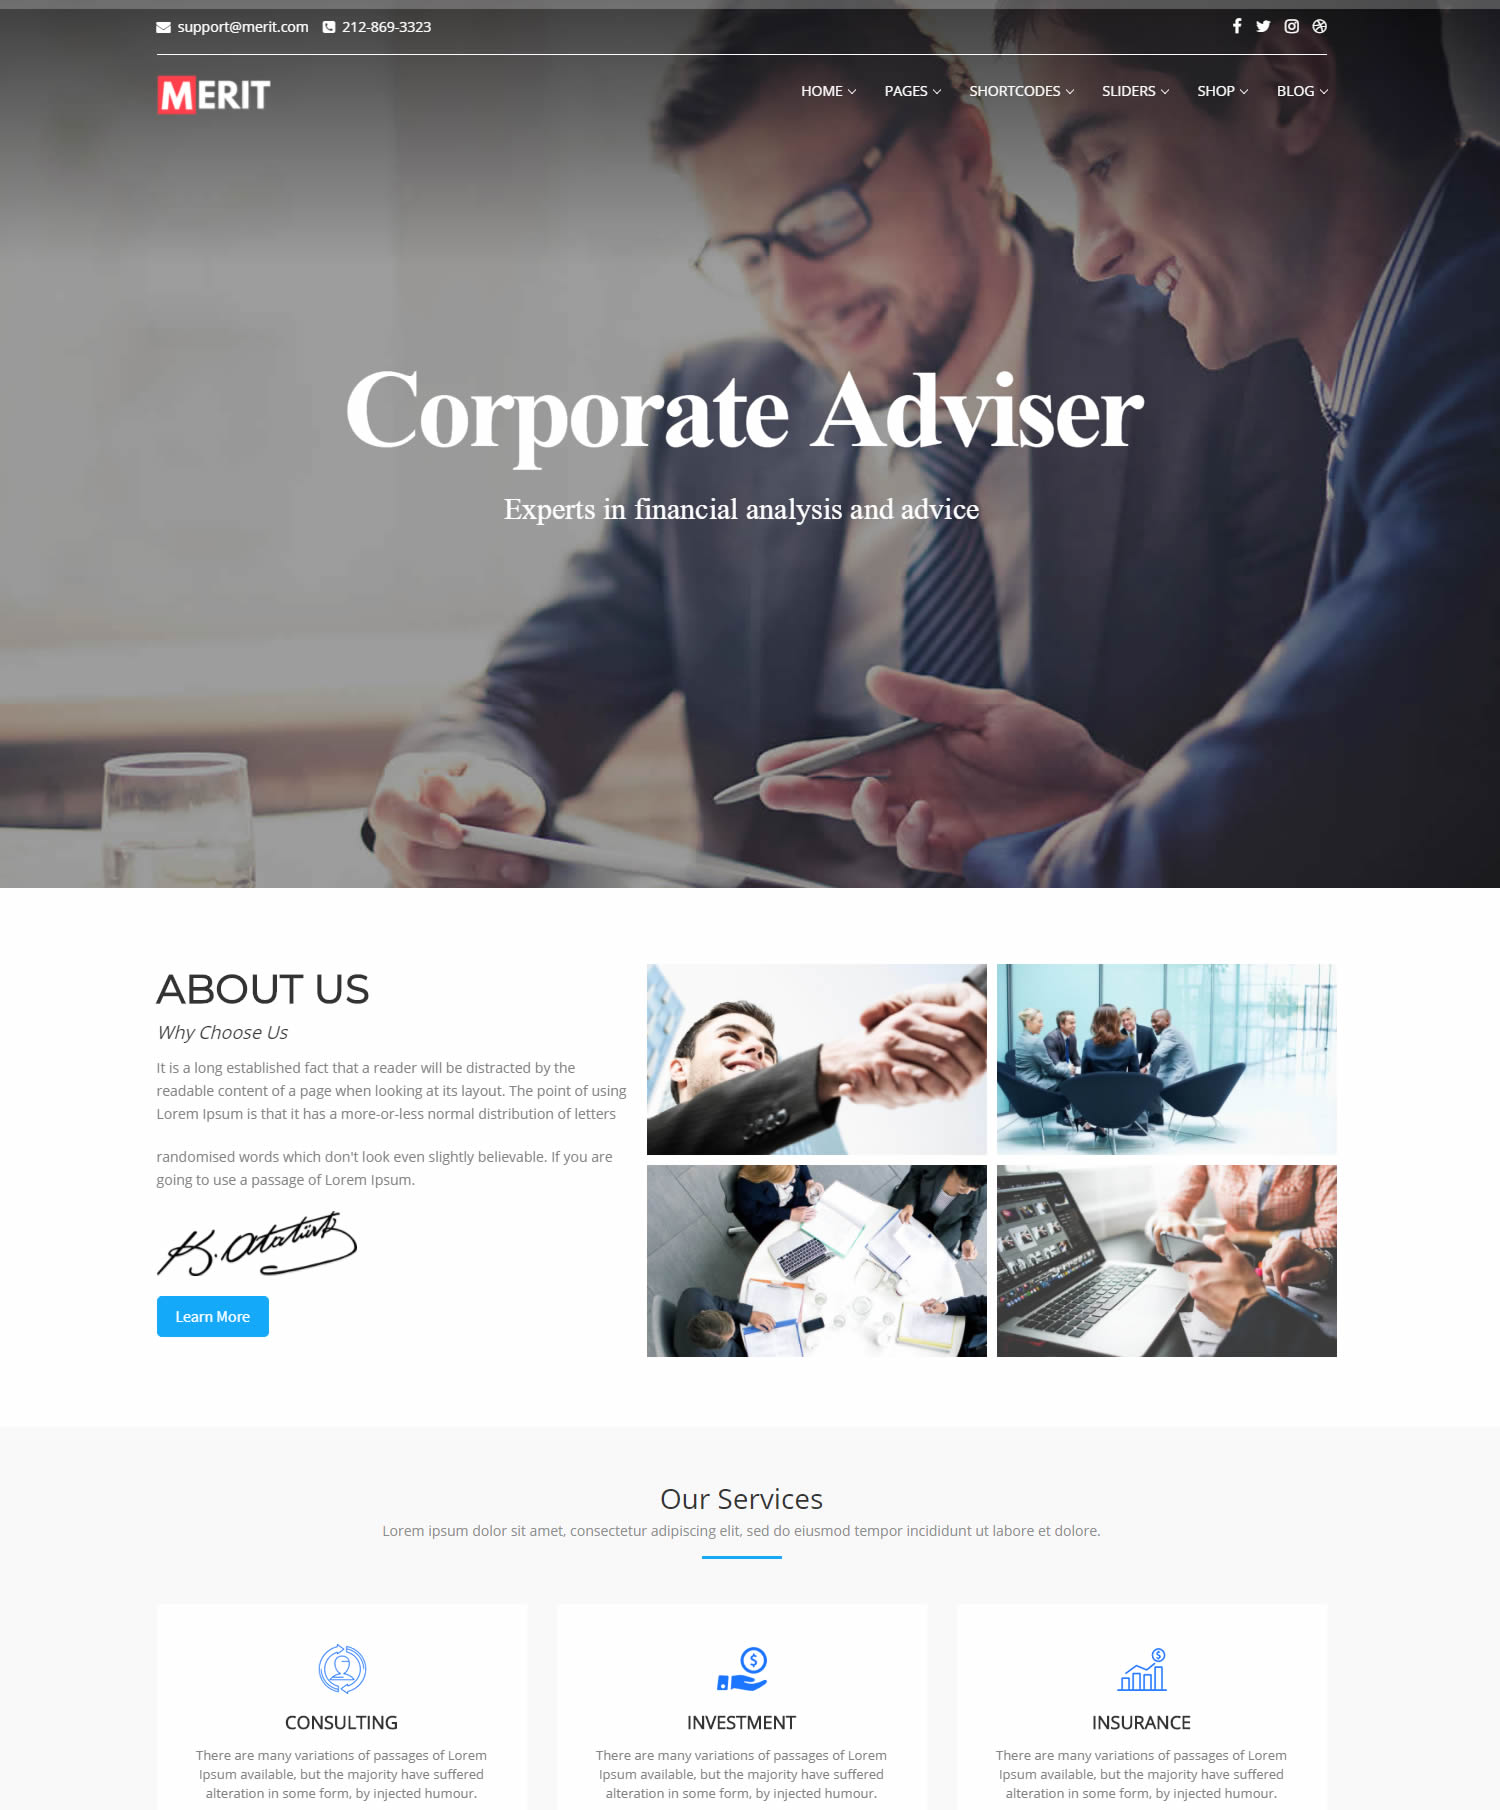 support@merit.com 212-869-3323
MERIT
HOME PAGES SHORTCODES SLIDERS SHOP BLOG
Corporate Adviser
Experts in financial analysis and advice
ABOUT US
Why Choose Us
It is a long established fact that a reader will be distracted by the
readable content of a page when looking at its layout. The point of using
Lorem Ipsum is that it has a more-or-less normal distribution of letters
randomised words which don't look even slightly believable. If you are
going to use a passage of Lorem Ipsum.
K. Atatürk
Learn More
Our Services
Lorem ipsum dolor sit amet, consectetur adipiscing elit, sed do eiusmod tempor incididunt ut labore et dolore.
CONSULTING
There are many variations of passages of Lorem
Ipsum available, but the majority have suffered
alteration in some form, by injected humour.
INVESTMENT
There are many variations of passages of Lorem
Ipsum available, but the majority have suffered
alteration in some form, by injected humour.
INSURANCE
There are many variations of passages of Lorem
Ipsum available, but the majority have suffered
alteration in some form, by injected humour.